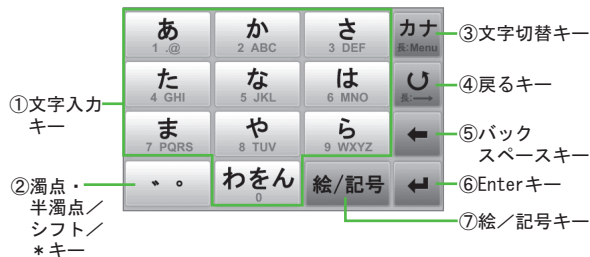 あ か さ カナ
1 .@ 2 ABC 3 DEF 長:Menu
③文字切替キー
た な は
4 GHI 5 JKL 6 MNO 長:→
④戻るキー
①文字入力
キー
ま や ら
7 PQRS 8 TUV 9 WXYZ
⑤バック
スペースキー
゛゜ わをん 絵/記号
0
②濁点・
半濁点／
シフト／
＊キー
⑥Enterキー
⑦絵／記号キー